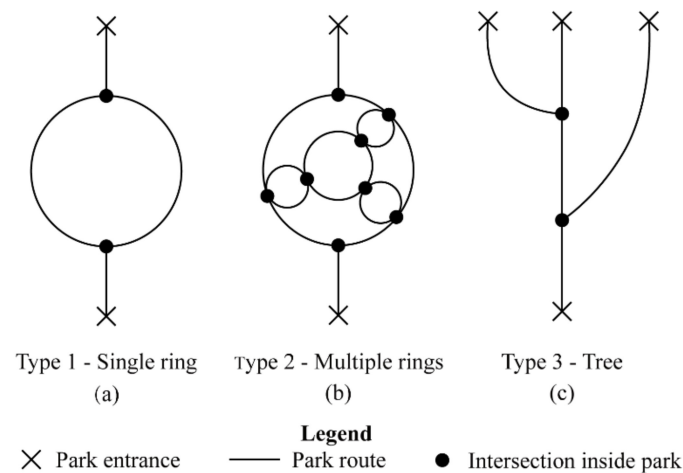 Type 1 - Single ring
Type 2 - Multiple rings
Type 3 - Tree
(a)
(b)
(c)
Legend
Park entrance
Park route
Intersection inside park